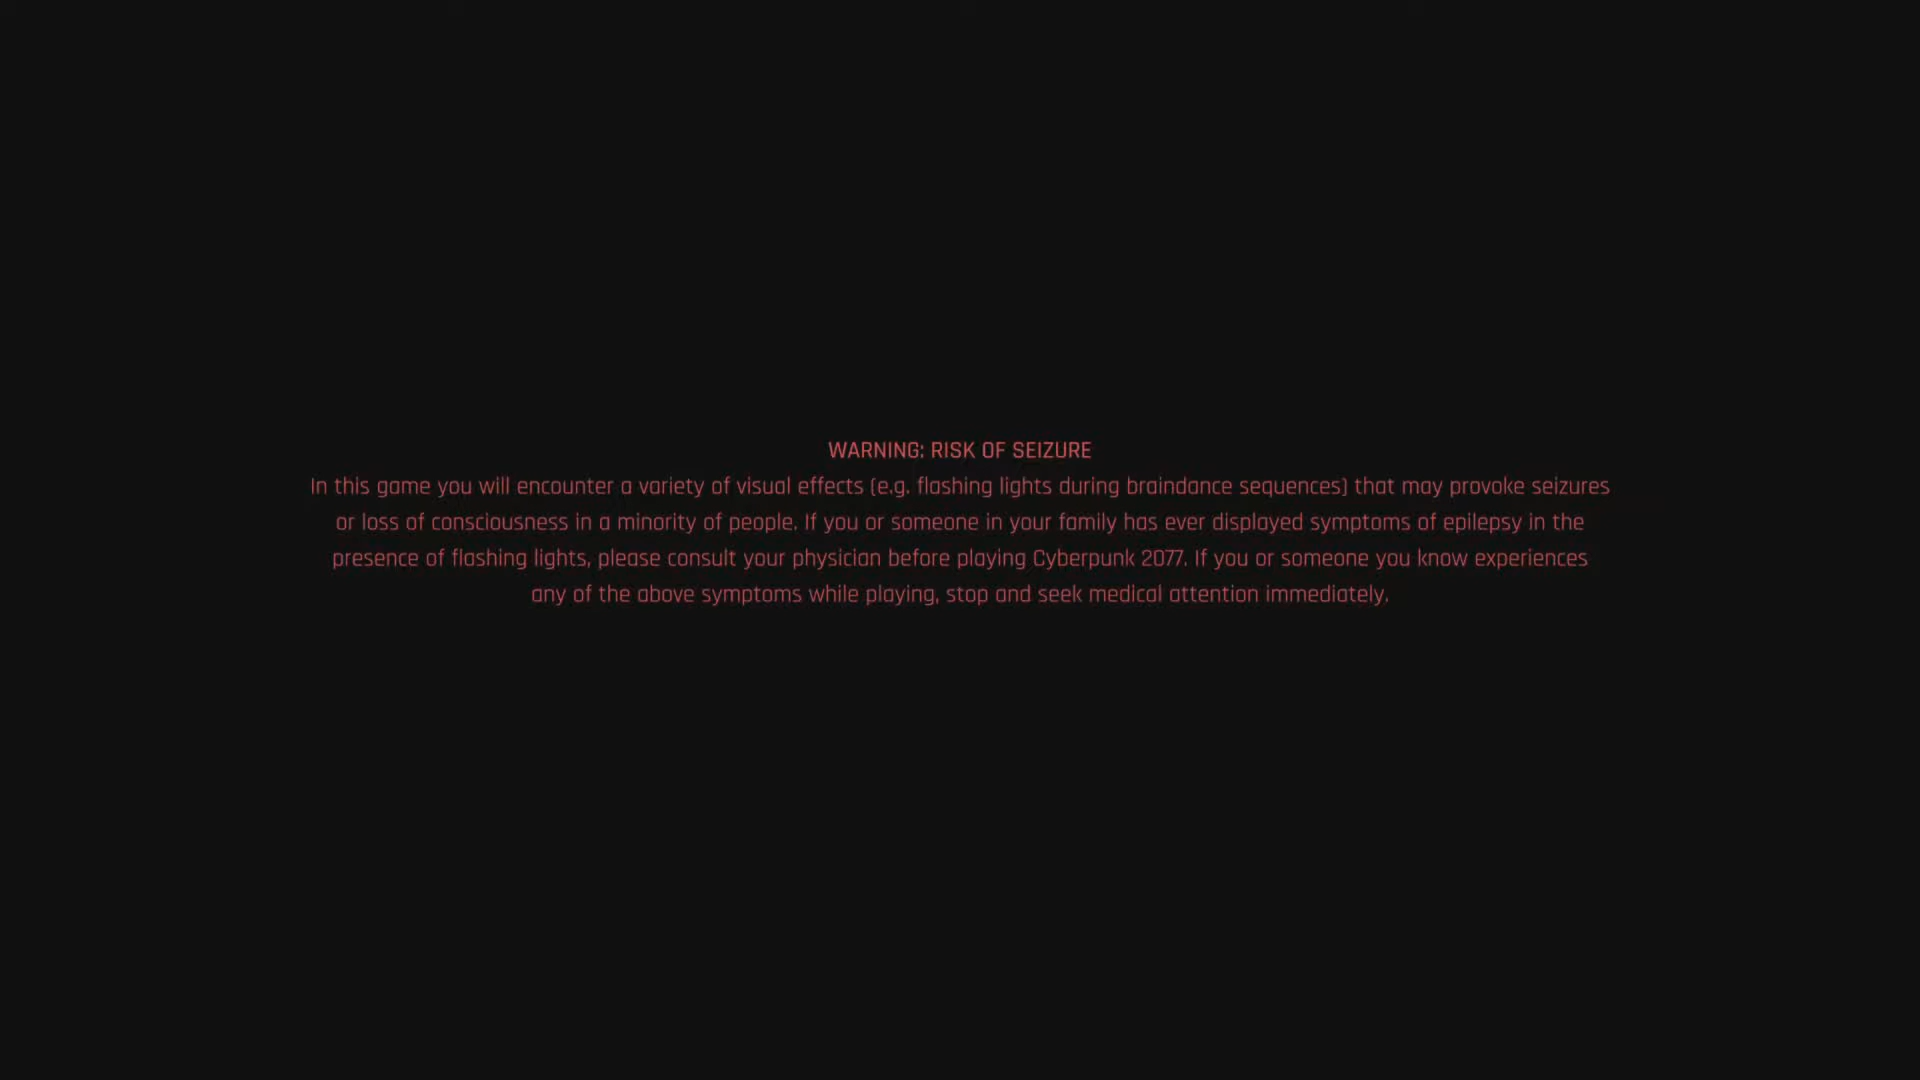 WARNING: RISK OF SEIZURE
In this game you will encounter a variety of visual effects (e.g. flashing lights during braindance sequences) that may provoke seizures
or loss of consciousness in a minority of people. If you or someone in your family has ever displayed symptoms of epilepsy in the
presence of flashing lights, please consult your physician before playing Cyberpunk 2077. If you or someone you know experiences
any of the above symptoms while playing, stop and seek medical attention immediately.